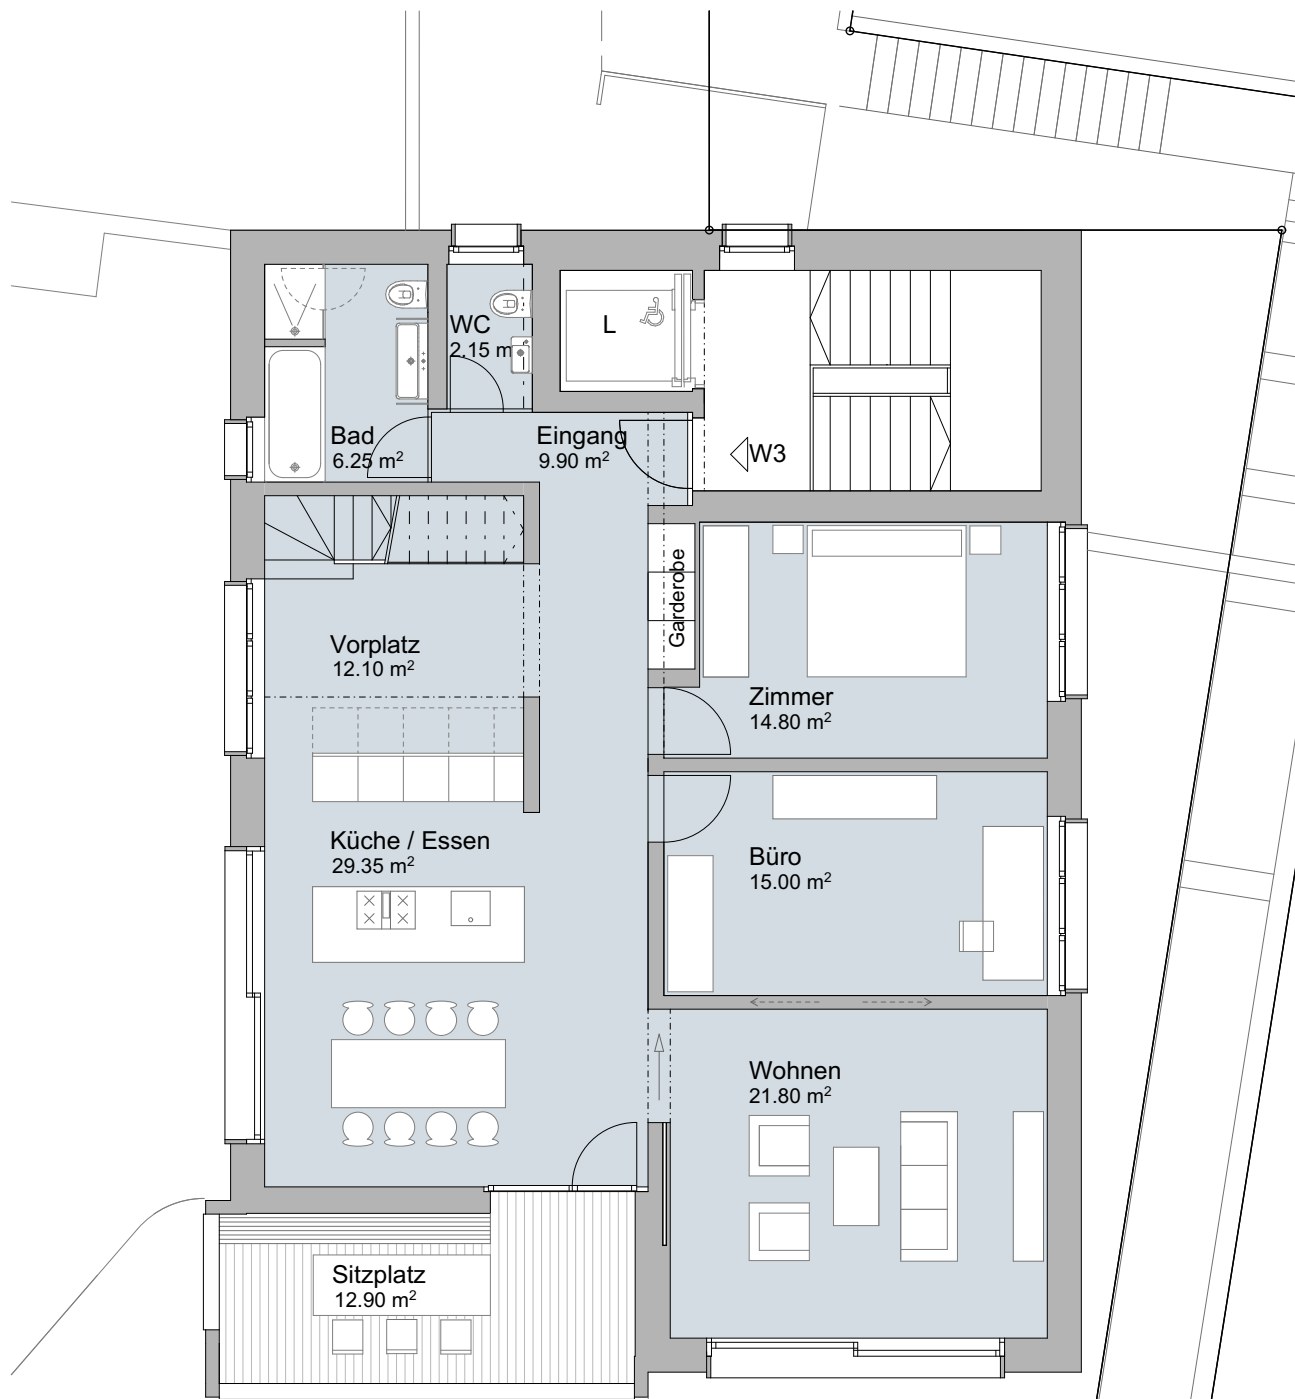 WC
2.15 m
L
Bad
6.25 m²
Eingang
9.90 m²
W3
Garderobe
Vorplatz
12.10 m²
Zimmer
14.80 m²
Küche / Essen
29.35 m²
Büro
15.00 m²
Wohnen
21.80 m²
Sitzplatz
12.90 m²